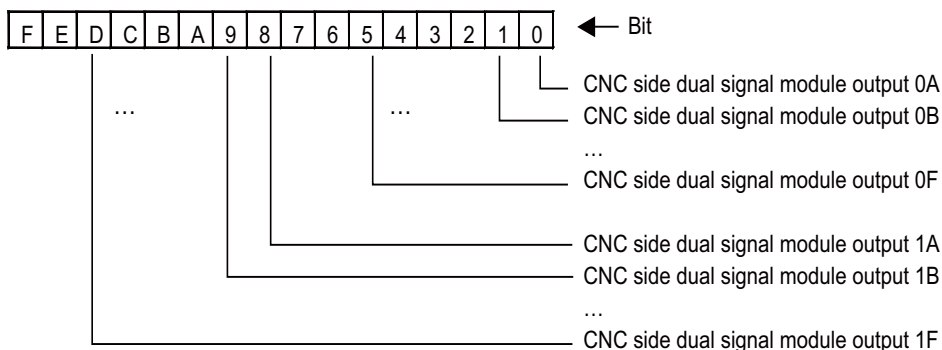 F E D C B A 9 8 7 6 5 4 3 2 1 0
Bit
CNC side dual signal module output 0A
… …
CNC side dual signal module output 0B
…
CNC side dual signal module output 0F
CNC side dual signal module output 1A
CNC side dual signal module output 1B
…
CNC side dual signal module output 1F